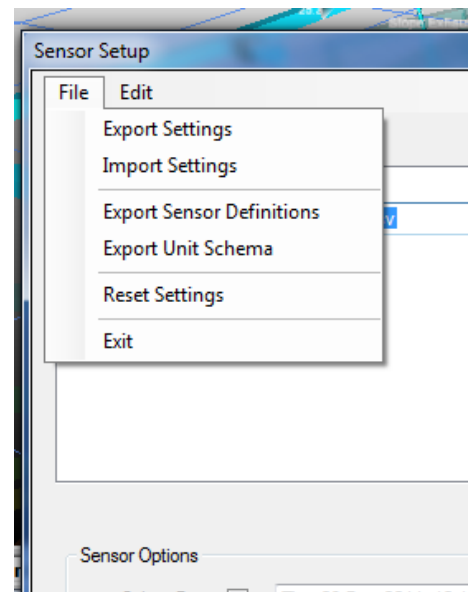 Sensor Setup
File Edit
Export Settings
Import Settings
v
Export Sensor Definitions
Export Unit Schema
Reset Settings
Exit
Sensor Options